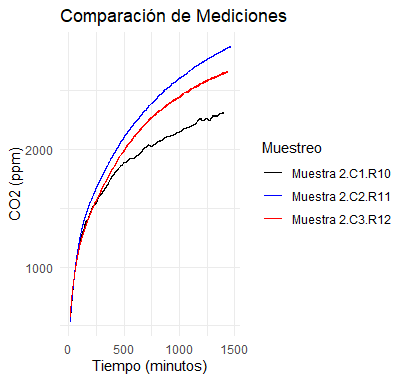 Comparación de Mediciones
CO2 (ppm)
2000
1000
0
500
1000
1500
Tiempo (minutos)
Muestreo
Muestra 2.C1.R10
Muestra 2.C2.R11
Muestra 2.C3.R12